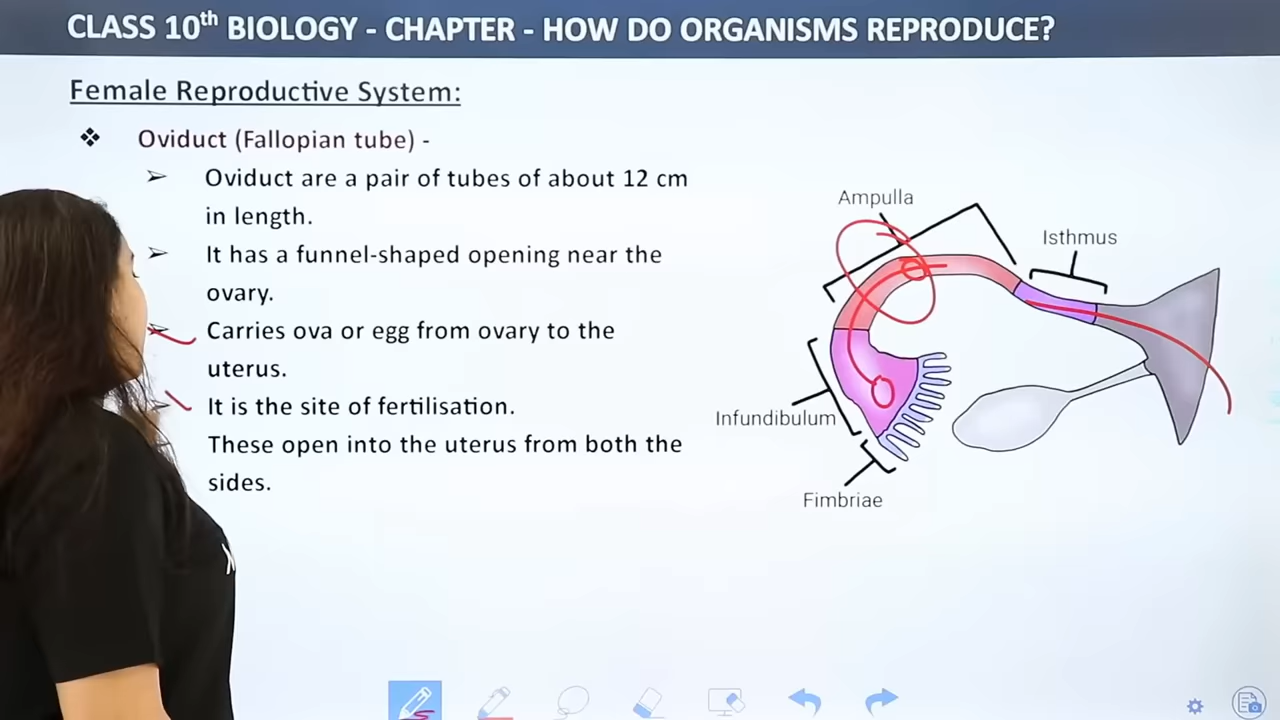 CLASS 10th BIOLOGY - CHAPTER - HOW DO ORGANISMS REPRODUCE?
Female Reproductive System:
Oviduct (Fallopian tube) -
Oviduct are a pair of tubes of about 12 cm
in length.
It has a funnel-shaped opening near the
ovary.
Carries ova or egg from ovary to the
uterus.
It is the site of fertilisation.
These open into the uterus from both the
sides.
Ampulla
Isthmus
Infundibulum
Fimbriae